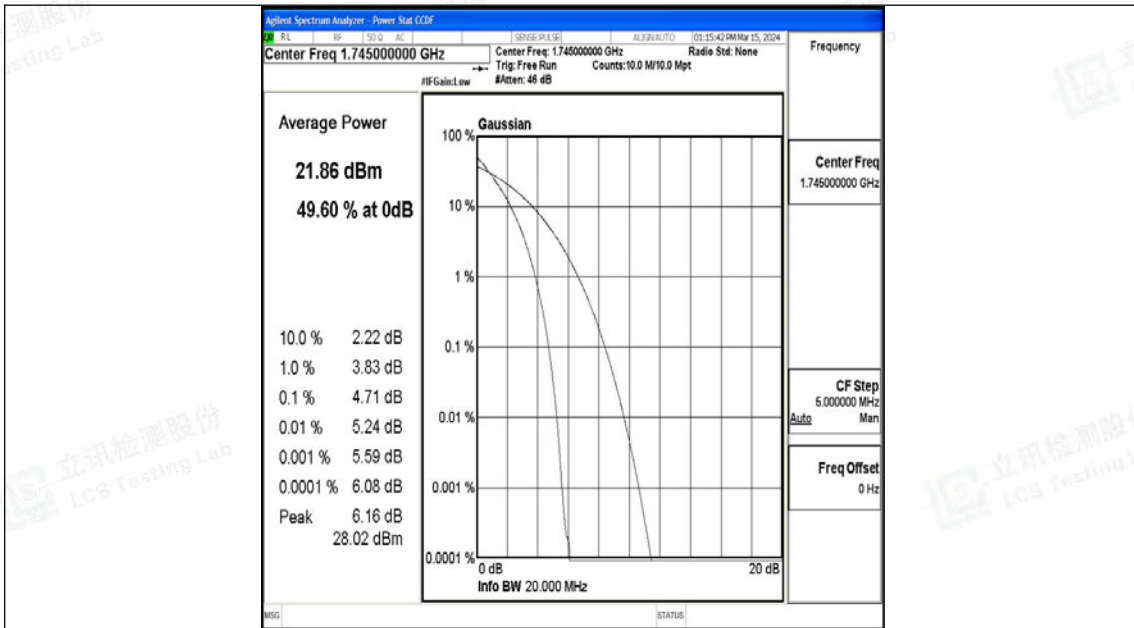 Agilent Spectrum Analyzer - Power Stat CCDF
RL RF 50 Ω AC SENSE:PULSE ALIGN AUTO 01:15:42 PM Mar 15, 2024
Center Freq 1.745000000 GHz
Center Freq: 1.745000000 GHz Radio Std: None
Trig: Free Run Counts:10.0 M/10.0 Mpt
#IFGain:Low #Atten: 46 dB
Frequency
Average Power
21.86 dBm
49.60 % at 0dB
10.0 % 2.22 dB
1.0 % 3.83 dB
0.1 % 4.71 dB
0.01 % 5.24 dB
0.001 % 5.59 dB
0.0001 % 6.08 dB
Peak 6.16 dB
28.02 dBm
Gaussian
100 %
10 %
1 %
0.1 %
0.01 %
0.001 %
0.0001 %
0 dB 20 dB
Info BW 20.000 MHz
Center Freq
1.745000000 GHz
CF Step
5.000000 MHz
Auto Man
Freq Offset
0 Hz
MSG STATUS
立讯检测股份
LCS Testing Lab
立讯检测股份
LCS Testing